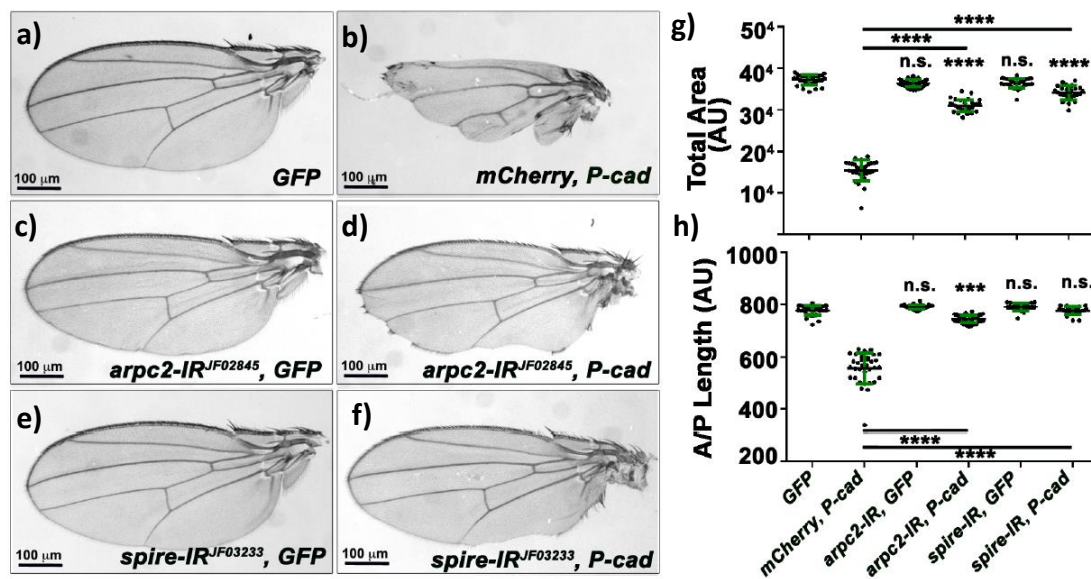 a)
GFP
100 µm
b)
mCherry, P-cad
100 µm
c)
arpc2-IR^JF02845, GFP
100 µm
d)
arpc2-IR^JF02845, P-cad
100 µm
e)
spire-IR^JF03233, GFP
100 µm
f)
spire-IR^JF03233, P-cad
100 µm
g)
Total Area
(AU)
50⁴
40⁴
30⁴
20⁴
10⁴
****
****
n.s. **** n.s. ****
h)
A/P Length (AU)
1000
800
600
400
200
n.s. *** n.s. n.s.
****
****
GFP
mCherry, P-cad
arpc2-IR, GFP
arpc2-IR, P-cad
spire-IR, GFP
spire-IR, P-cad